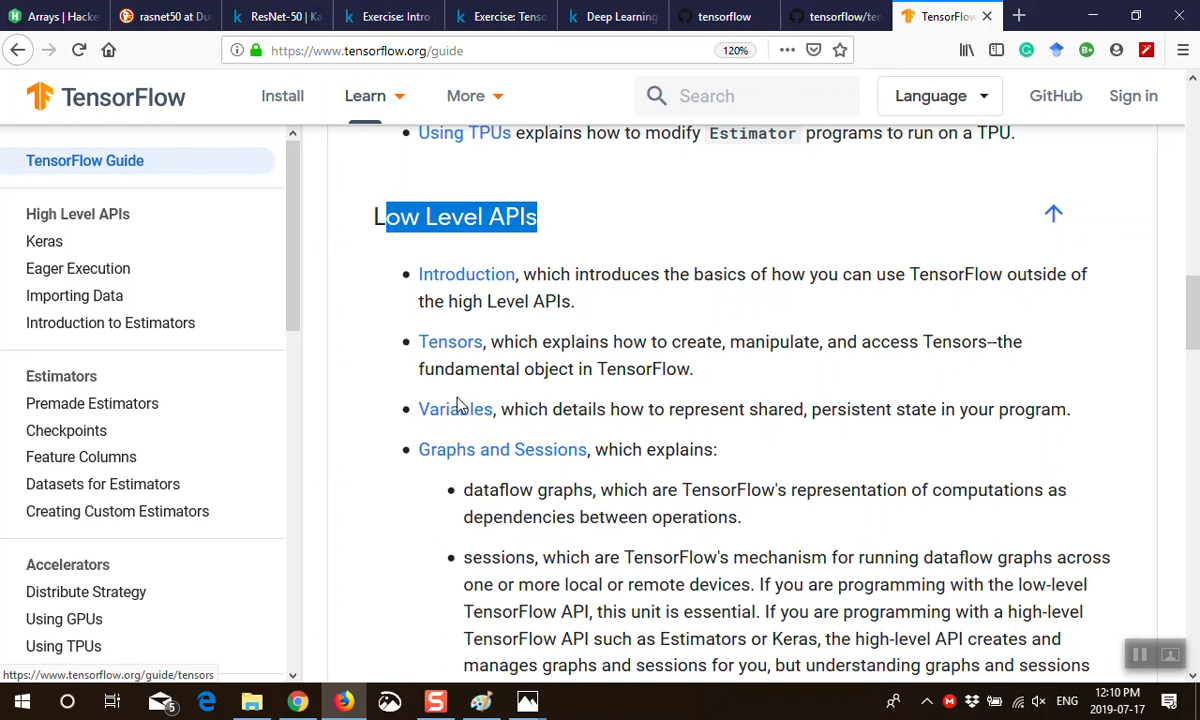 Arrays | Hacke
rasnet50 at Du
ResNet-50 | Ka
Exercise: Intro
Exercise: Tenso
Deep Learning
tensorflow
tensorflow/ten
TensorFlow
https://www.tensorflow.org/guide
120%
TensorFlow
Install
Learn
More
Search
Language
GitHub
Sign in
TensorFlow Guide
High Level APIs
Keras
Eager Execution
Importing Data
Introduction to Estimators
Estimators
Premade Estimators
Checkpoints
Feature Columns
Datasets for Estimators
Creating Custom Estimators
Accelerators
Distribute Strategy
Using GPUs
Using TPUs
https://www.tensorflow.org/guide/tensors
• Using TPUs explains how to modify Estimator programs to run on a TPU.
Low Level APIs
• Introduction, which introduces the basics of how you can use TensorFlow outside of
the high Level APIs.
• Tensors, which explains how to create, manipulate, and access Tensors--the
fundamental object in TensorFlow.
• Variables, which details how to represent shared, persistent state in your program.
• Graphs and Sessions, which explains:
• dataflow graphs, which are TensorFlow's representation of computations as
dependencies between operations.
• sessions, which are TensorFlow's mechanism for running dataflow graphs across
one or more local or remote devices. If you are programming with the low-level
TensorFlow API, this unit is essential. If you are programming with a high-level
TensorFlow API such as Estimators or Keras, the high-level API creates and
manages graphs and sessions for you, but understanding graphs and sessions
5
ENG
12:10 PM
2019-07-17